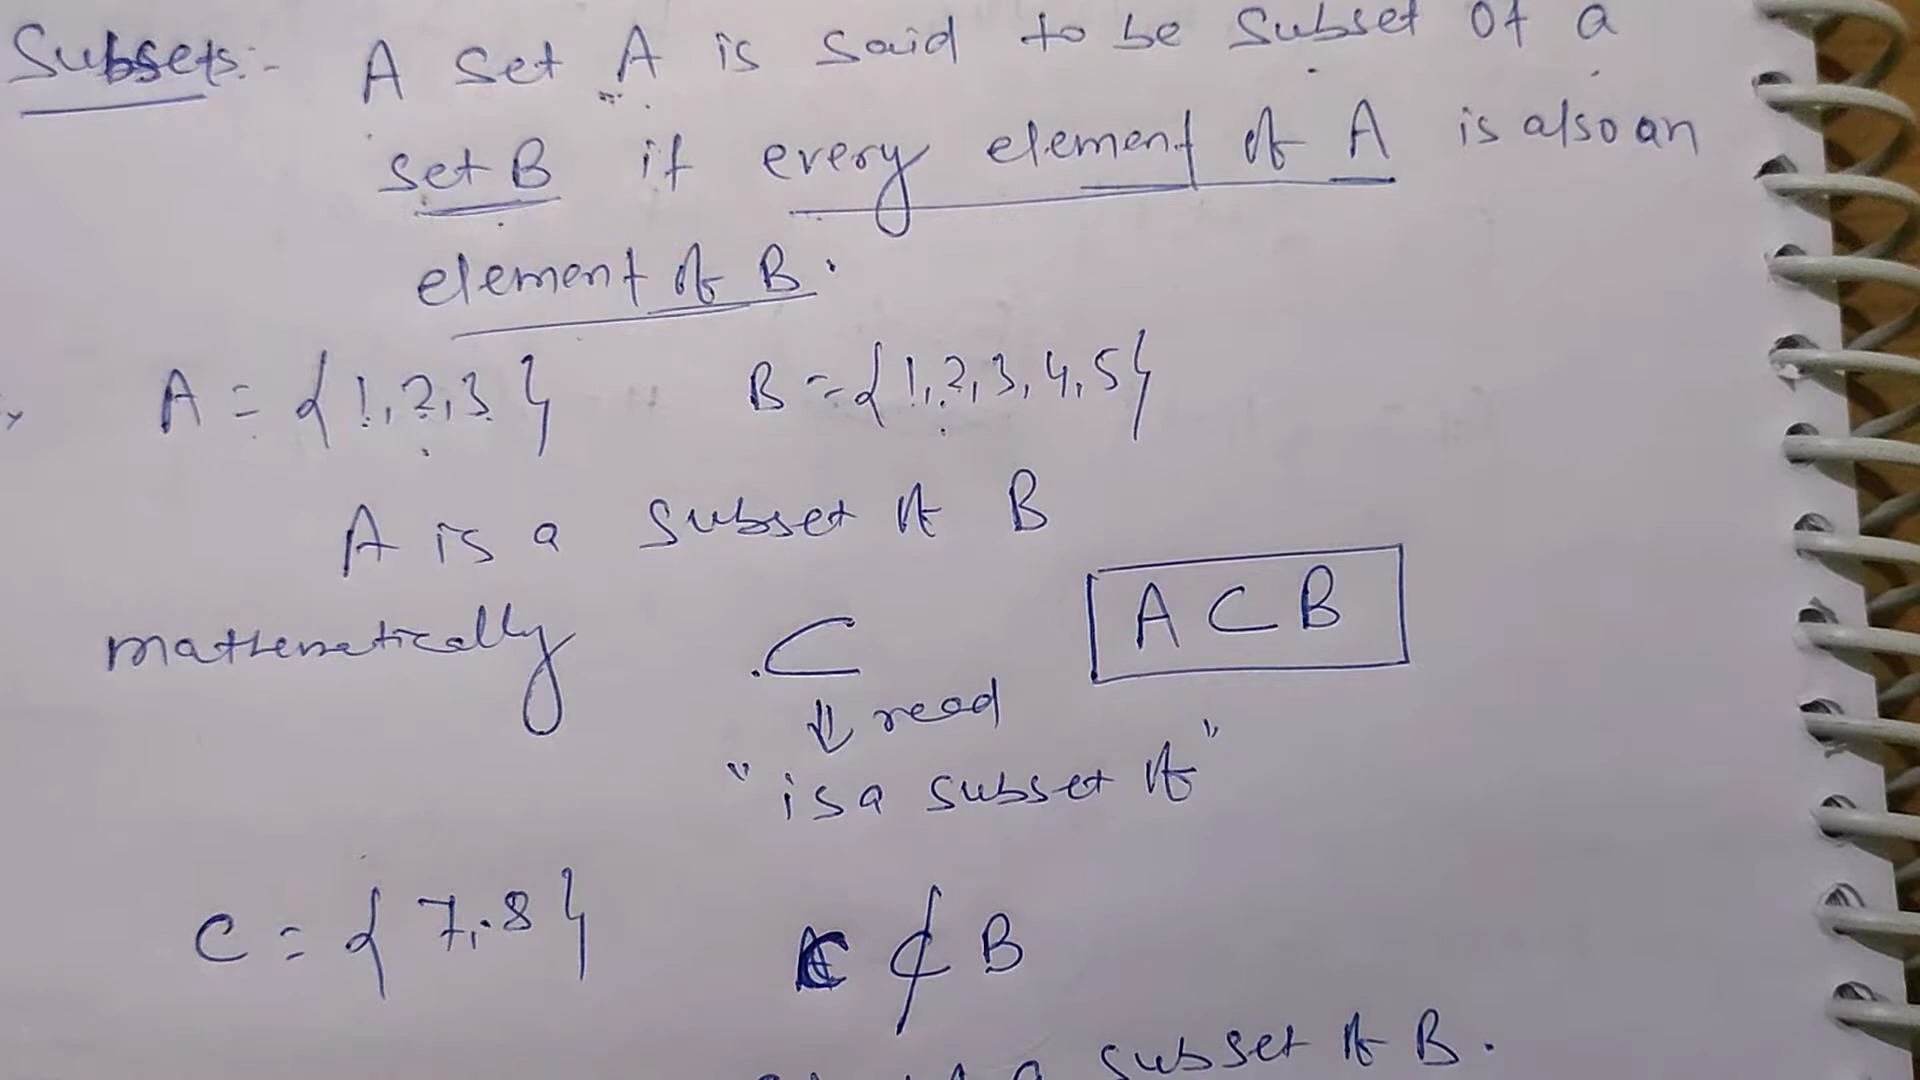 Subsets:- A set A is said to be subset of a
set B if every element of A is also an
element of B.
A = {1,2,3} B = {1,2,3,4,5}
A is a subset of B
mathematically ⊂ A ⊂ B
⇓ read
"is a subset of"
C = {7,8} C ⊄ B
a subset of B.